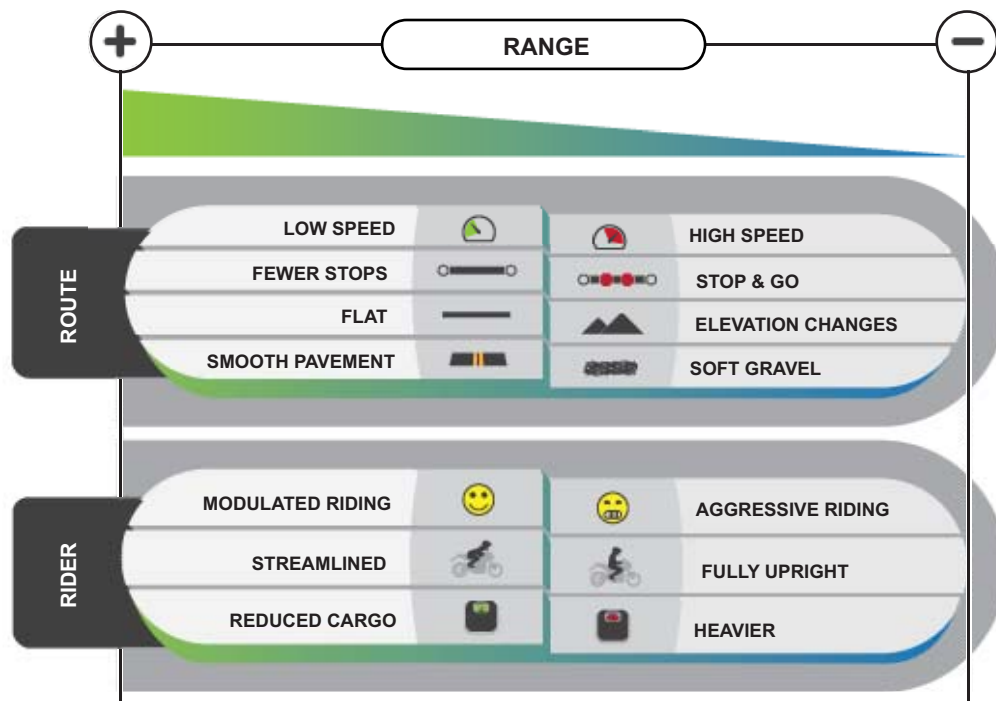 RANGE
ROUTE
LOW SPEED
HIGH SPEED
FEWER STOPS
STOP & GO
FLAT
ELEVATION CHANGES
SMOOTH PAVEMENT
SOFT GRAVEL
RIDER
MODULATED RIDING
AGGRESSIVE RIDING
STREAMLINED
FULLY UPRIGHT
REDUCED CARGO
HEAVIER